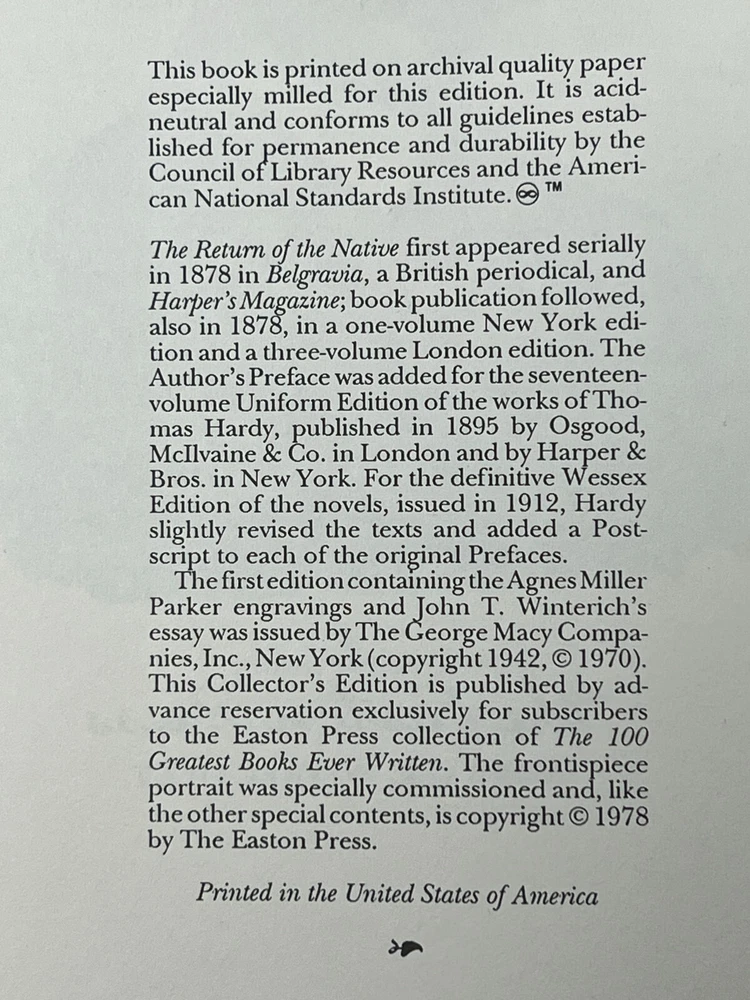 This book is printed on archival quality paper
especially milled for this edition. It is acid-
neutral and conforms to all guidelines estab-
lished for permanence and durability by the
Council of Library Resources and the Ameri-
can National Standards Institute. ♾ ™
The Return of the Native first appeared serially
in 1878 in Belgravia, a British periodical, and
Harper's Magazine; book publication followed,
also in 1878, in a one-volume New York edi-
tion and a three-volume London edition. The
Author's Preface was added for the seventeen-
volume Uniform Edition of the works of Tho-
mas Hardy, published in 1895 by Osgood,
McIlvaine & Co. in London and by Harper &
Bros. in New York. For the definitive Wessex
Edition of the novels, issued in 1912, Hardy
slightly revised the texts and added a Post-
script to each of the original Prefaces.
The first edition containing the Agnes Miller
Parker engravings and John T. Winterich's
essay was issued by The George Macy Compa-
nies, Inc., New York (copyright 1942, © 1970).
This Collector's Edition is published by ad-
vance reservation exclusively for subscribers
to the Easton Press collection of The 100
Greatest Books Ever Written. The frontispiece
portrait was specially commissioned and, like
the other special contents, is copyright © 1978
by The Easton Press.
Printed in the United States of America